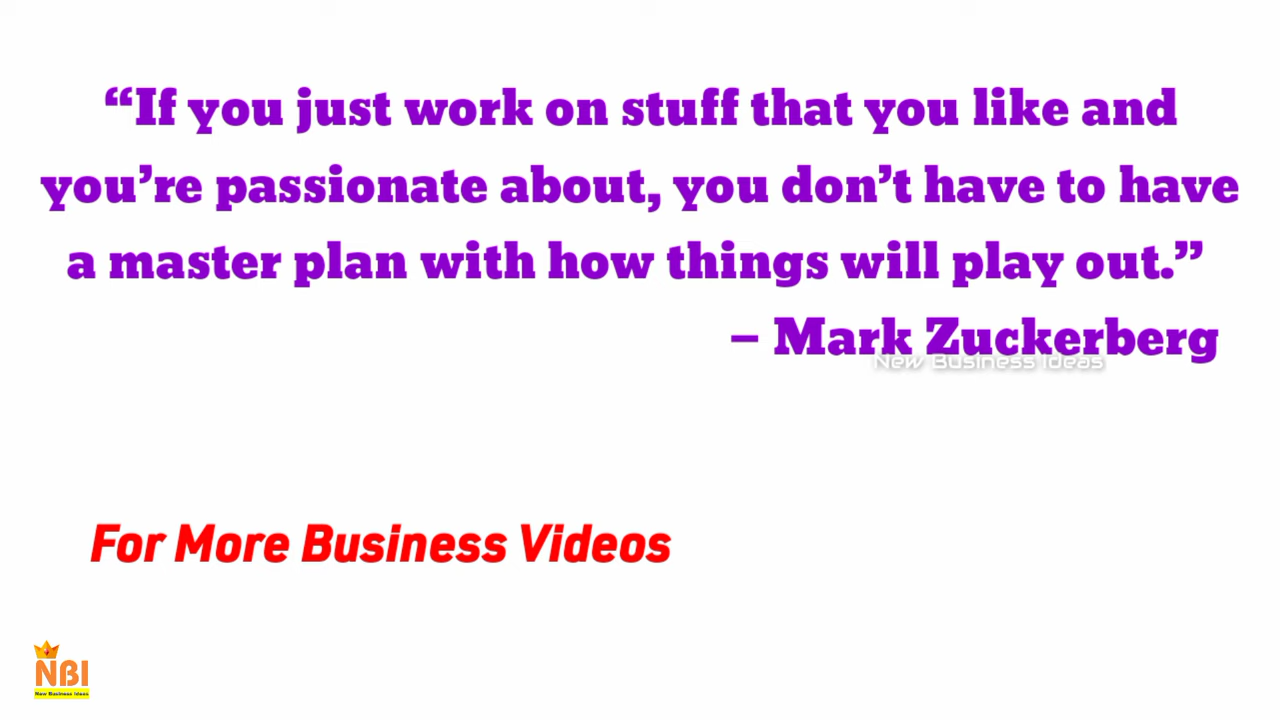 “If you just work on stuff that you like and
you’re passionate about, you don’t have to have
a master plan with how things will play out.”
– Mark Zuckerberg
New Business Ideas
For More Business Videos
NBI
New Business Ideas